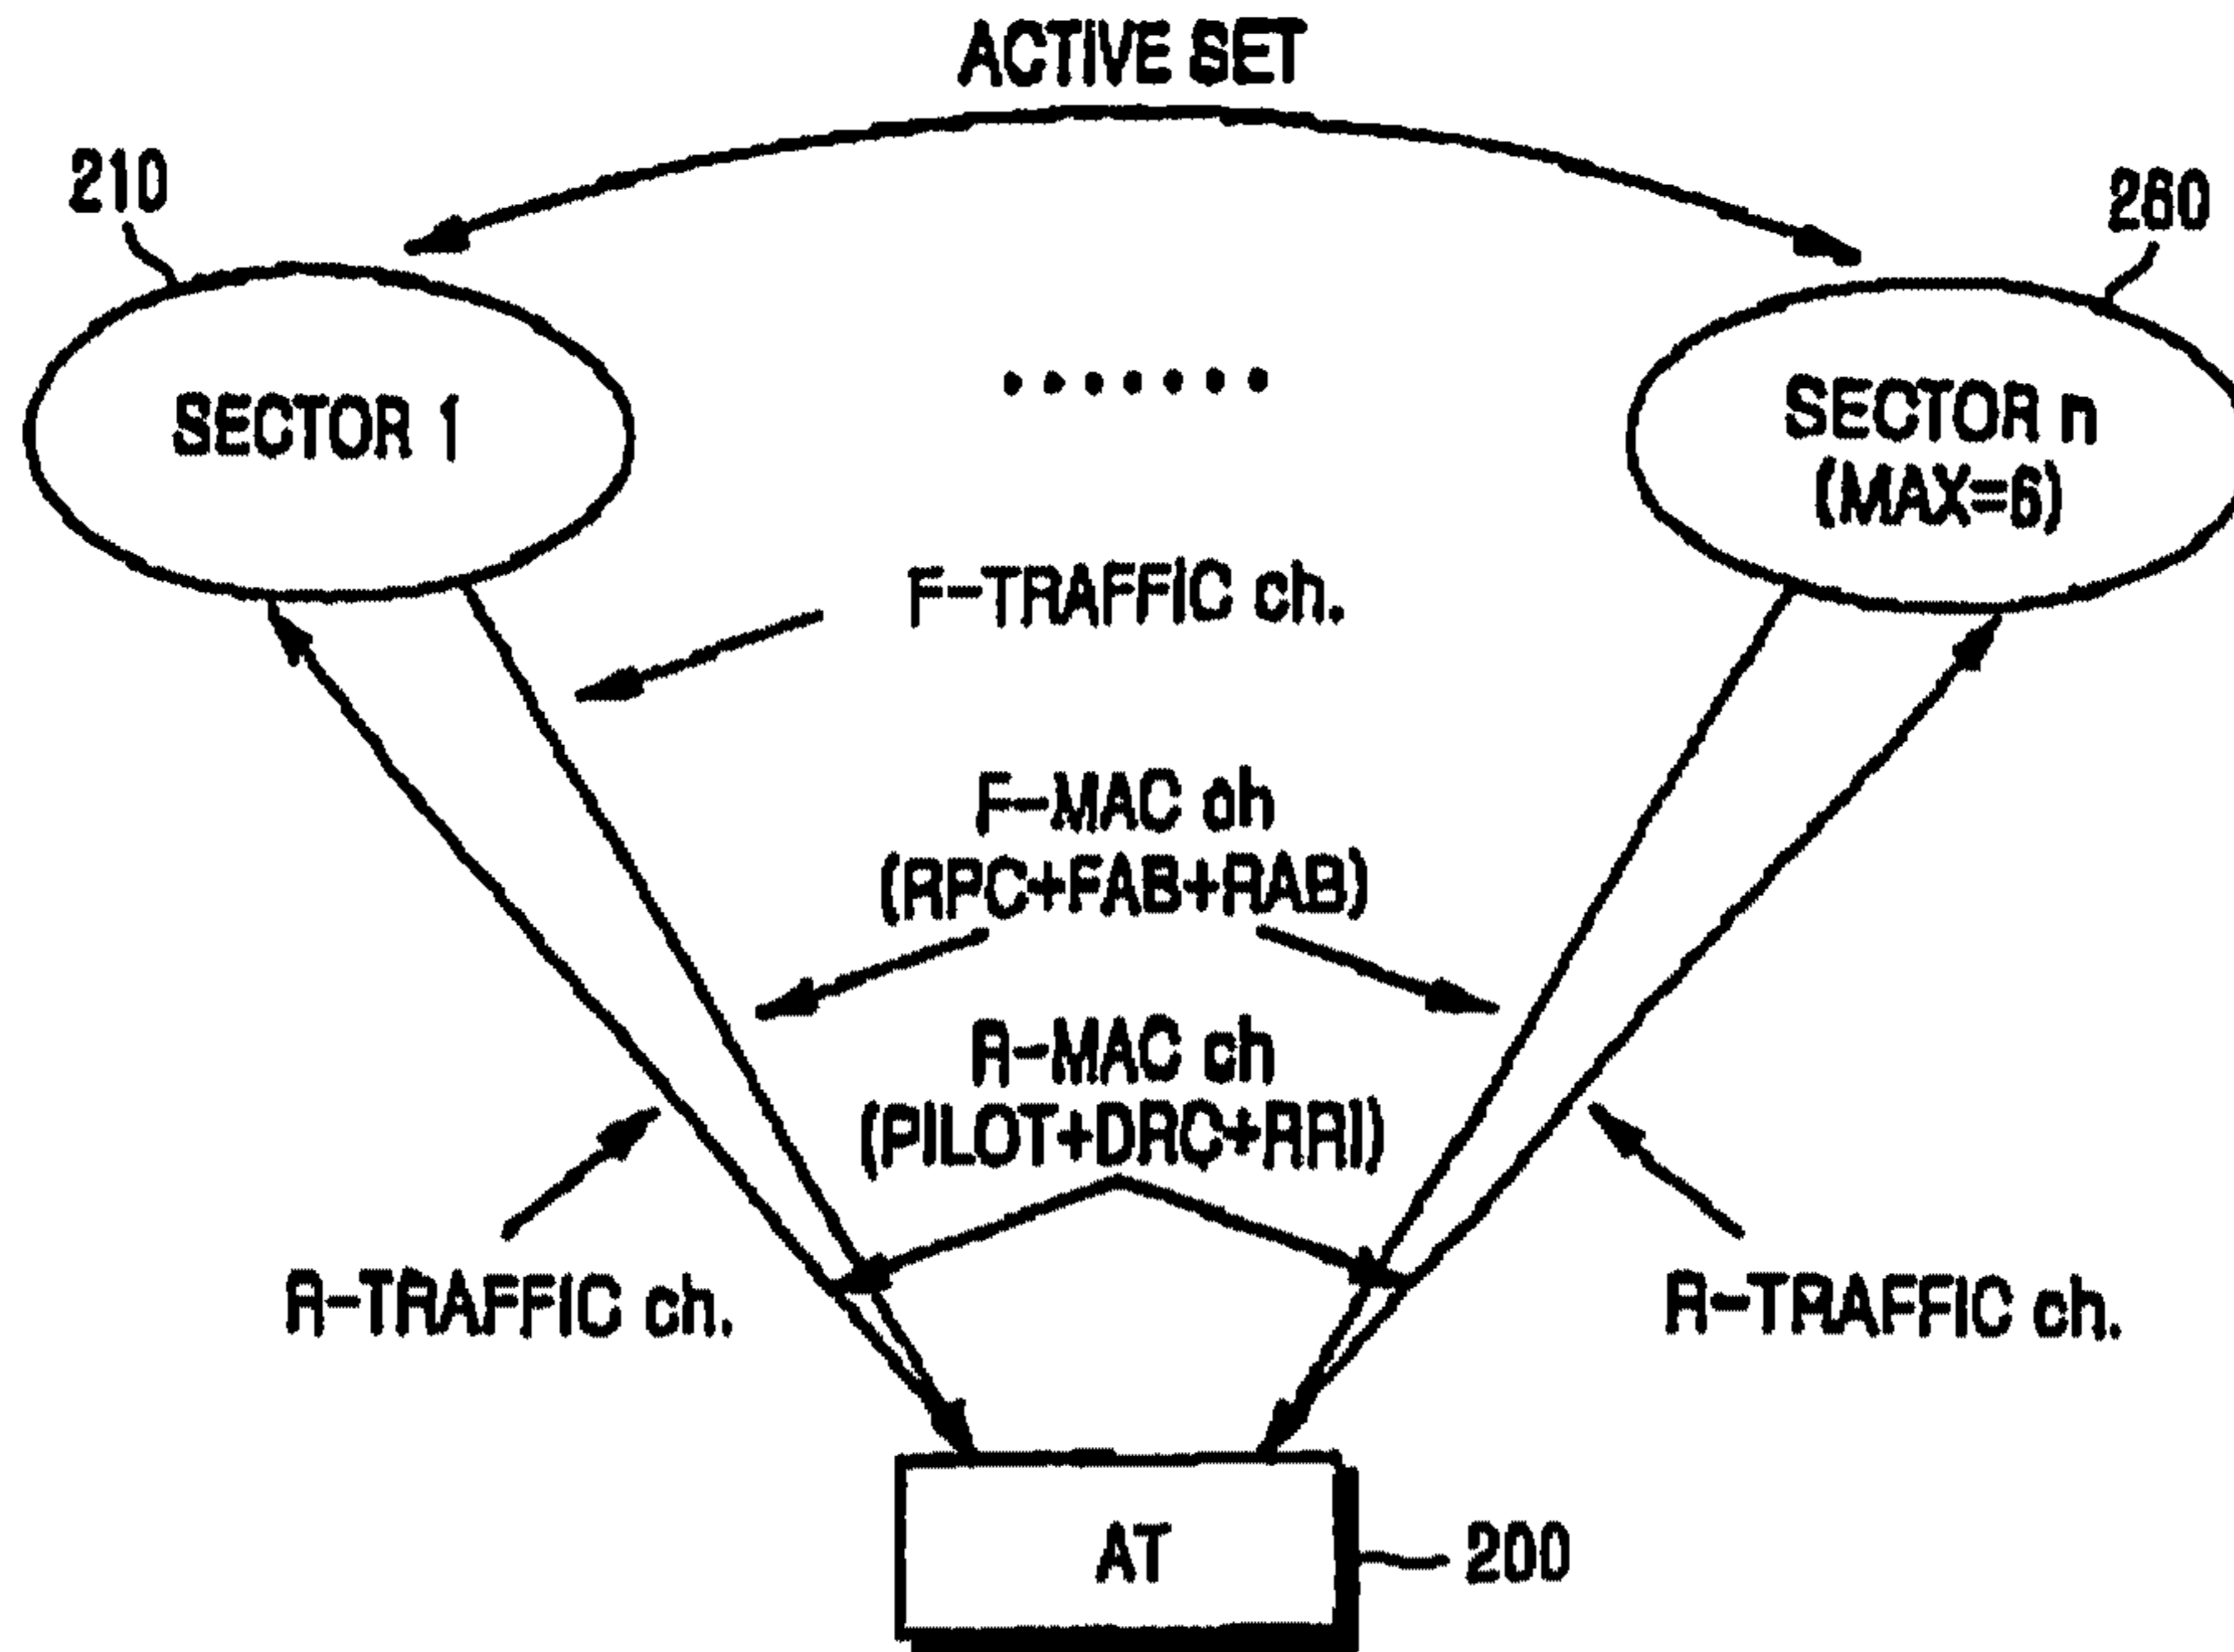 ACTIVE SET
210
260
SECTOR 1
SECTOR n
(MAX=6)
F-TRAFFIC ch.
F-MAC ch
(RPC+FAB+RAB)
R-MAC ch
(PILOT+DRC+RRI)
R-TRAFFIC ch.
R-TRAFFIC ch.
AT
200